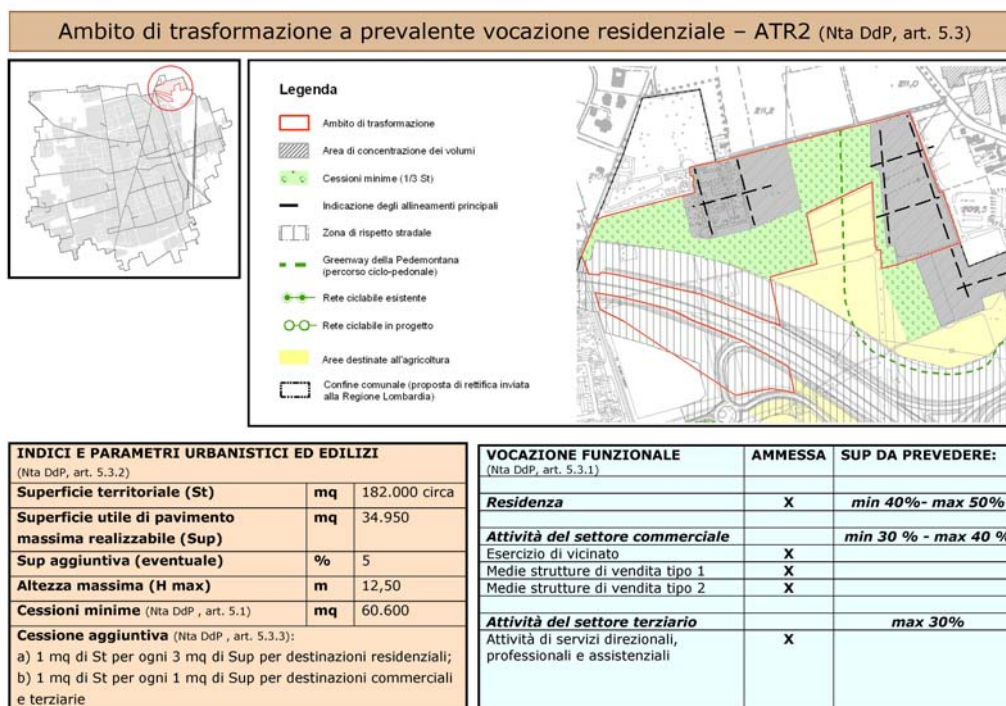 Ambito di trasformazione a prevalente vocazione residenziale – ATR2 (Nta DdP, art. 5.3)
Legenda
Ambito di trasformazione
Area di concentrazione dei volumi
Cessioni minime (1/3 St)
Indicazione degli allineamenti principali
Zona di rispetto stradale
Greenway della Pedemontana
(percorso ciclo-pedonale)
Rete ciclabile esistente
Rete ciclabile in progetto
Aree destinate all'agricoltura
Confine comunale (proposta di rettifica inviata
alla Regione Lombardia)
211,0
211,2
INDICI E PARAMETRI URBANISTICI ED EDILIZI
(Nta DdP, art. 5.3.2)
Superficie territoriale (St) mq 182.000 circa
Superficie utile di pavimento
massima realizzabile (Sup) mq 34.950
Sup aggiuntiva (eventuale) % 5
Altezza massima (H max) m 12,50
Cessioni minime (Nta DdP , art. 5.1) mq 60.600
Cessione aggiuntiva (Nta DdP , art. 5.3.3):
a) 1 mq di St per ogni 3 mq di Sup per destinazioni residenziali;
b) 1 mq di St per ogni 1 mq di Sup per destinazioni commerciali
e terziarie
VOCAZIONE FUNZIONALE AMMESSA SUP DA PREVEDERE:
(Nta DdP, art. 5.3.1)
Residenza X min 40%- max 50%
Attività del settore commerciale min 30 % - max 40 %
Esercizio di vicinato X
Medie strutture di vendita tipo 1 X
Medie strutture di vendita tipo 2 X
Attività del settore terziario max 30%
Attività di servizi direzionali, X
professionali e assistenziali